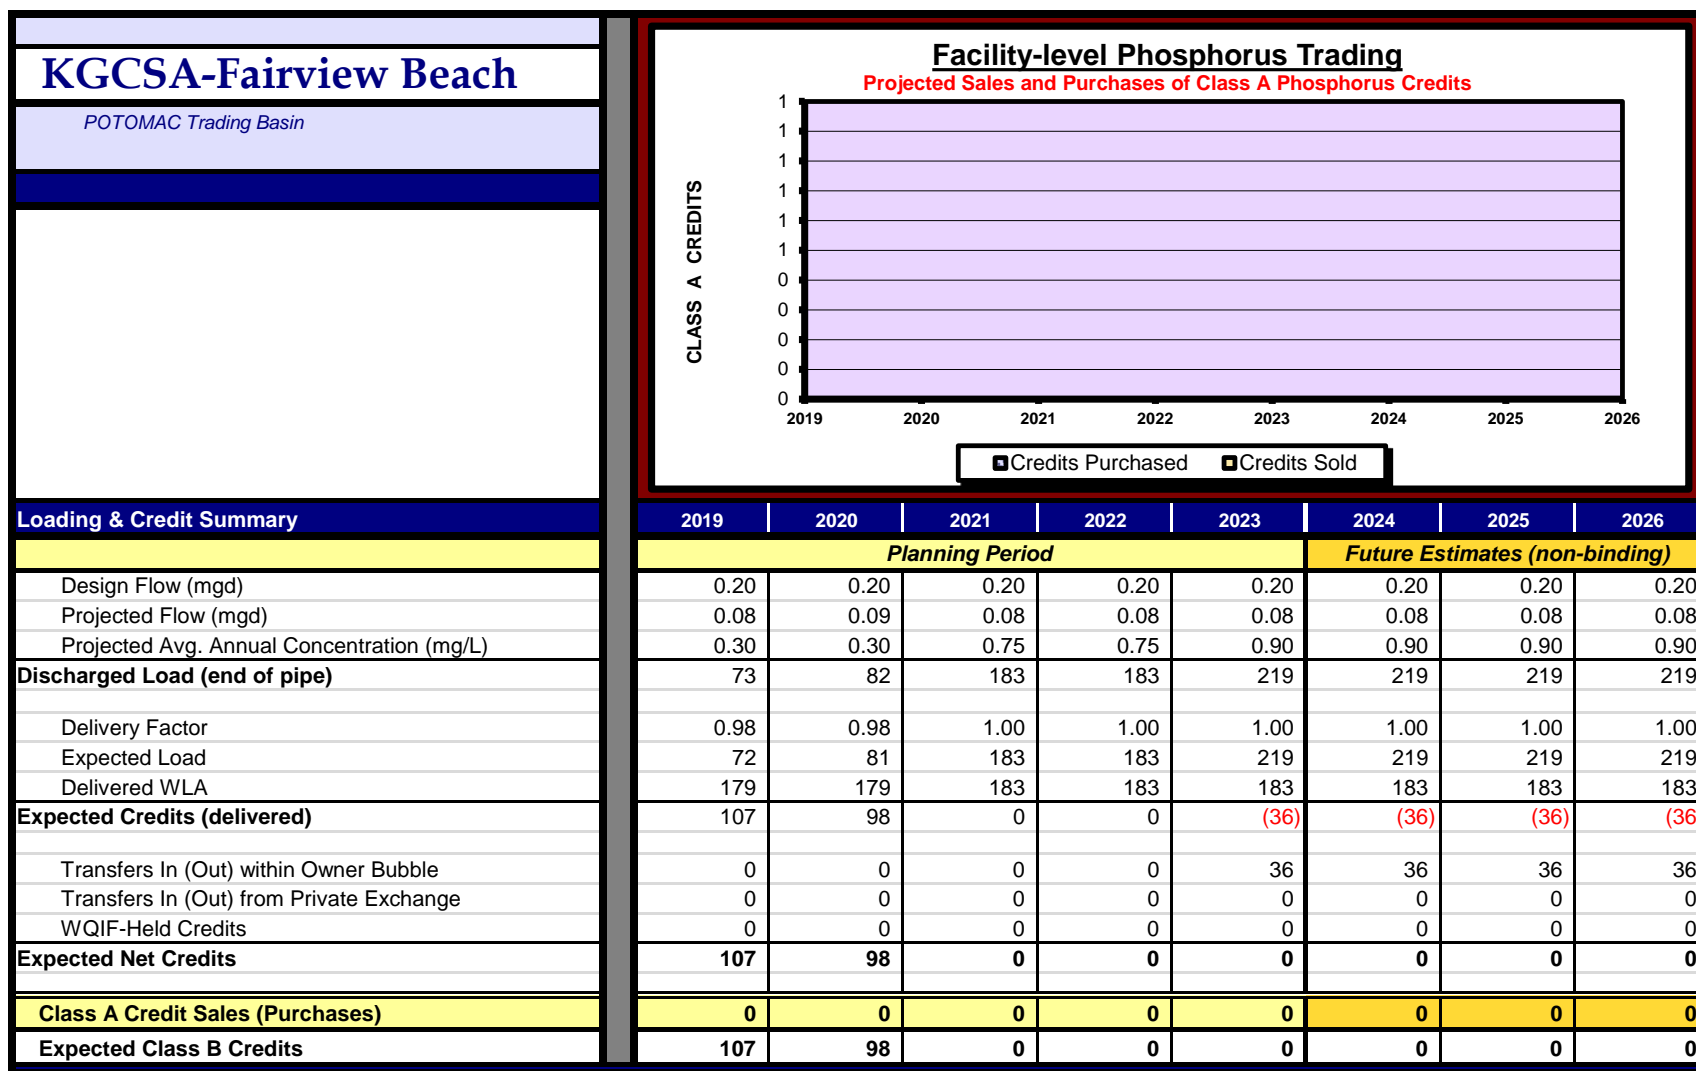 KGCSA-Fairview Beach
POTOMAC Trading Basin
Facility-level Phosphorus Trading
Projected Sales and Purchases of Class A Phosphorus Credits
CLASS A CREDITS
1
1
1
1
1
1
0
0
0
0
0
2019 2020 2021 2022 2023 2024 2025 2026
Credits Purchased Credits Sold
Loading & Credit Summary 2019 2020 2021 2022 2023 2024 2025 2026
Planning Period Future Estimates (non-binding)
Design Flow (mgd) 0.20 0.20 0.20 0.20 0.20 0.20 0.20 0.20
Projected Flow (mgd) 0.08 0.09 0.08 0.08 0.08 0.08 0.08 0.08
Projected Avg. Annual Concentration (mg/L) 0.30 0.30 0.75 0.75 0.90 0.90 0.90 0.90
Discharged Load (end of pipe) 73 82 183 183 219 219 219 219
Delivery Factor 0.98 0.98 1.00 1.00 1.00 1.00 1.00 1.00
Expected Load 72 81 183 183 219 219 219 219
Delivered WLA 179 179 183 183 183 183 183 183
Expected Credits (delivered) 107 98 0 0 (36) (36) (36) (36
Transfers In (Out) within Owner Bubble 0 0 0 0 36 36 36 36
Transfers In (Out) from Private Exchange 0 0 0 0 0 0 0 0
WQIF-Held Credits 0 0 0 0 0 0 0 0
Expected Net Credits 107 98 0 0 0 0 0 0
Class A Credit Sales (Purchases) 0 0 0 0 0 0 0 0
Expected Class B Credits 107 98 0 0 0 0 0 0